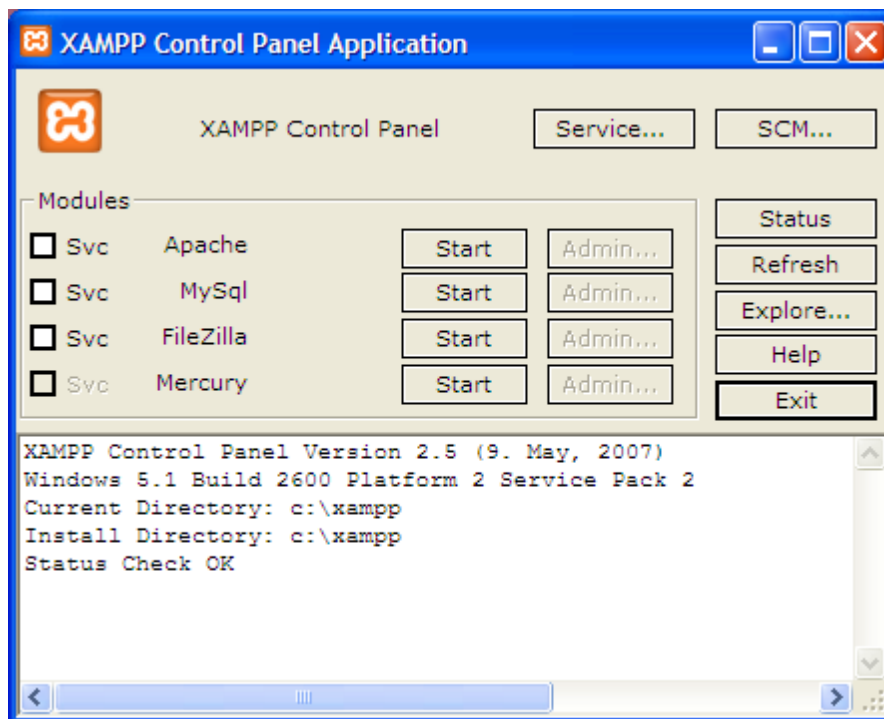 XAMPP Control Panel Application
XAMPP Control Panel
Service...
SCM...
Modules
Svc Apache Start Admin...
Svc MySql Start Admin...
Svc FileZilla Start Admin...
Svc Mercury Start Admin...
Status
Refresh
Explore...
Help
Exit
XAMPP Control Panel Version 2.5 (9. May, 2007)
Windows 5.1 Build 2600 Platform 2 Service Pack 2
Current Directory: c:\xampp
Install Directory: c:\xampp
Status Check OK